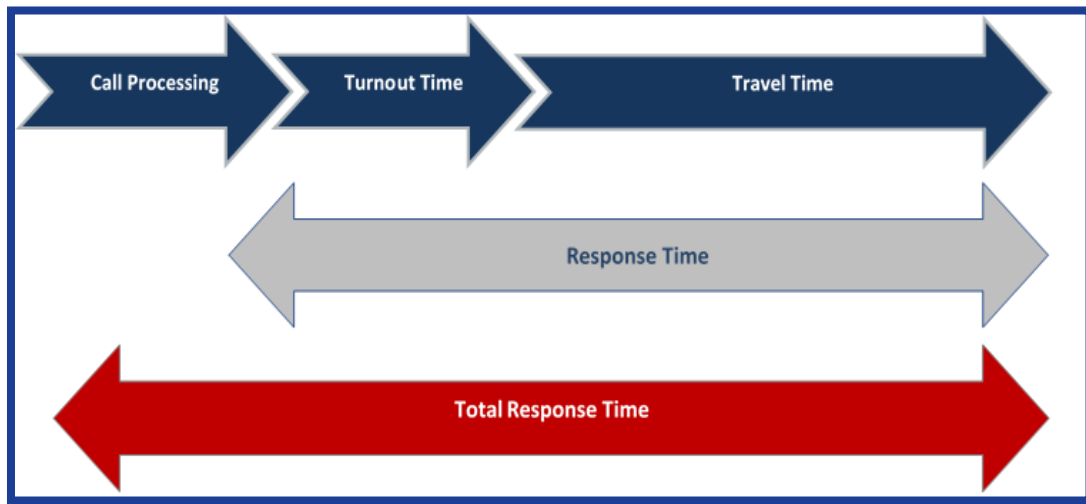 Call Processing
Turnout Time
Travel Time
Response Time
Total Response Time